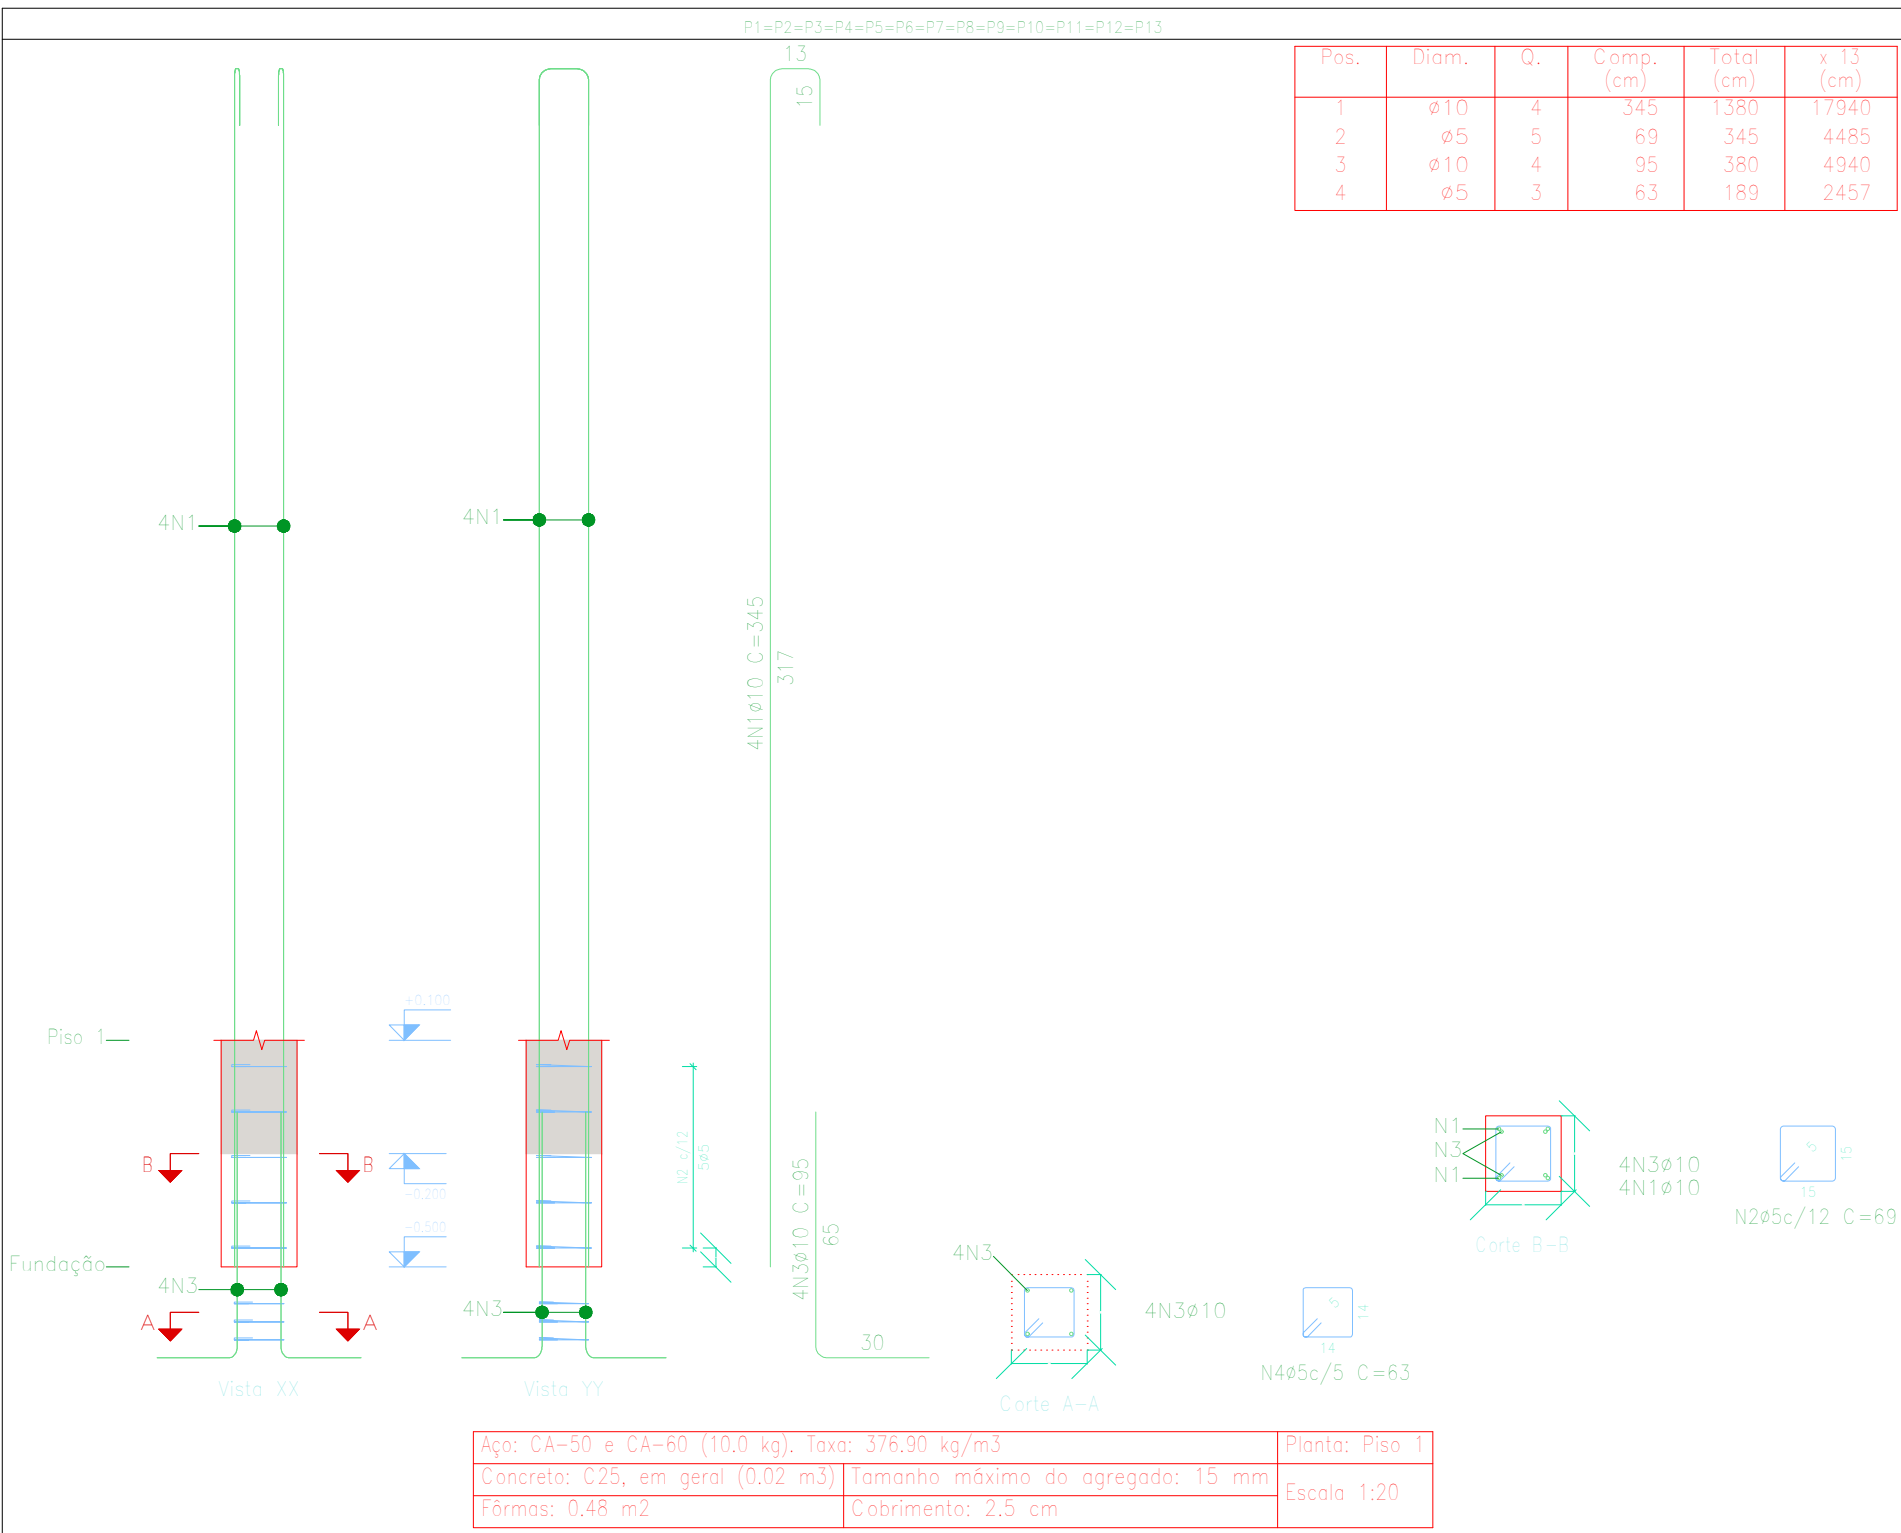 P1=P2=P3=P4=P5=P6=P7=P8=P9=P10=P11=P12=P13
Pos. Diam. Q. Comp. (cm) Total (cm) x 13 (cm)
1 ø10 4 345 1380 17940
2 ø5 5 69 345 4485
3 ø10 4 95 380 4940
4 ø5 3 63 189 2457
13
15
4N1
4N1
4N1ø10 C=345
317
Piso 1
+0.100
B B
-0.200
-0.500
Fundação
4N3
4N3
A A
N2 c/12
5ø5
4N3ø10 C=95
65
30
Vista XX
Vista YY
4N3
4N3ø10
Corte A-A
5
14
14
N4ø5c/5 C=63
N1
N3
N1
4N3ø10
4N1ø10
Corte B-B
5
15
15
N2ø5c/12 C=69
Aço: CA-50 e CA-60 (10.0 kg). Taxa: 376.90 kg/m3
Planta: Piso 1
Concreto: C25, em geral (0.02 m3)
Tamanho máximo do agregado: 15 mm
Escala 1:20
Fôrmas: 0.48 m2
Cobrimento: 2.5 cm